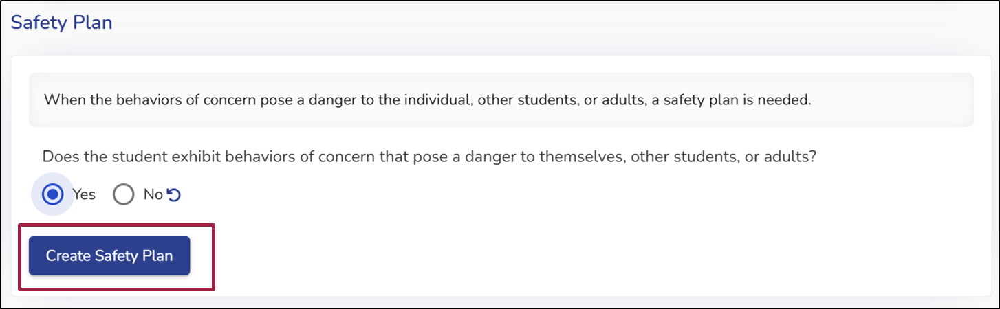 Safety Plan
When the behaviors of concern pose a danger to the individual, other students, or adults, a safety plan is needed.
Does the student exhibit behaviors of concern that pose a danger to themselves, other students, or adults?
Yes No
Create Safety Plan